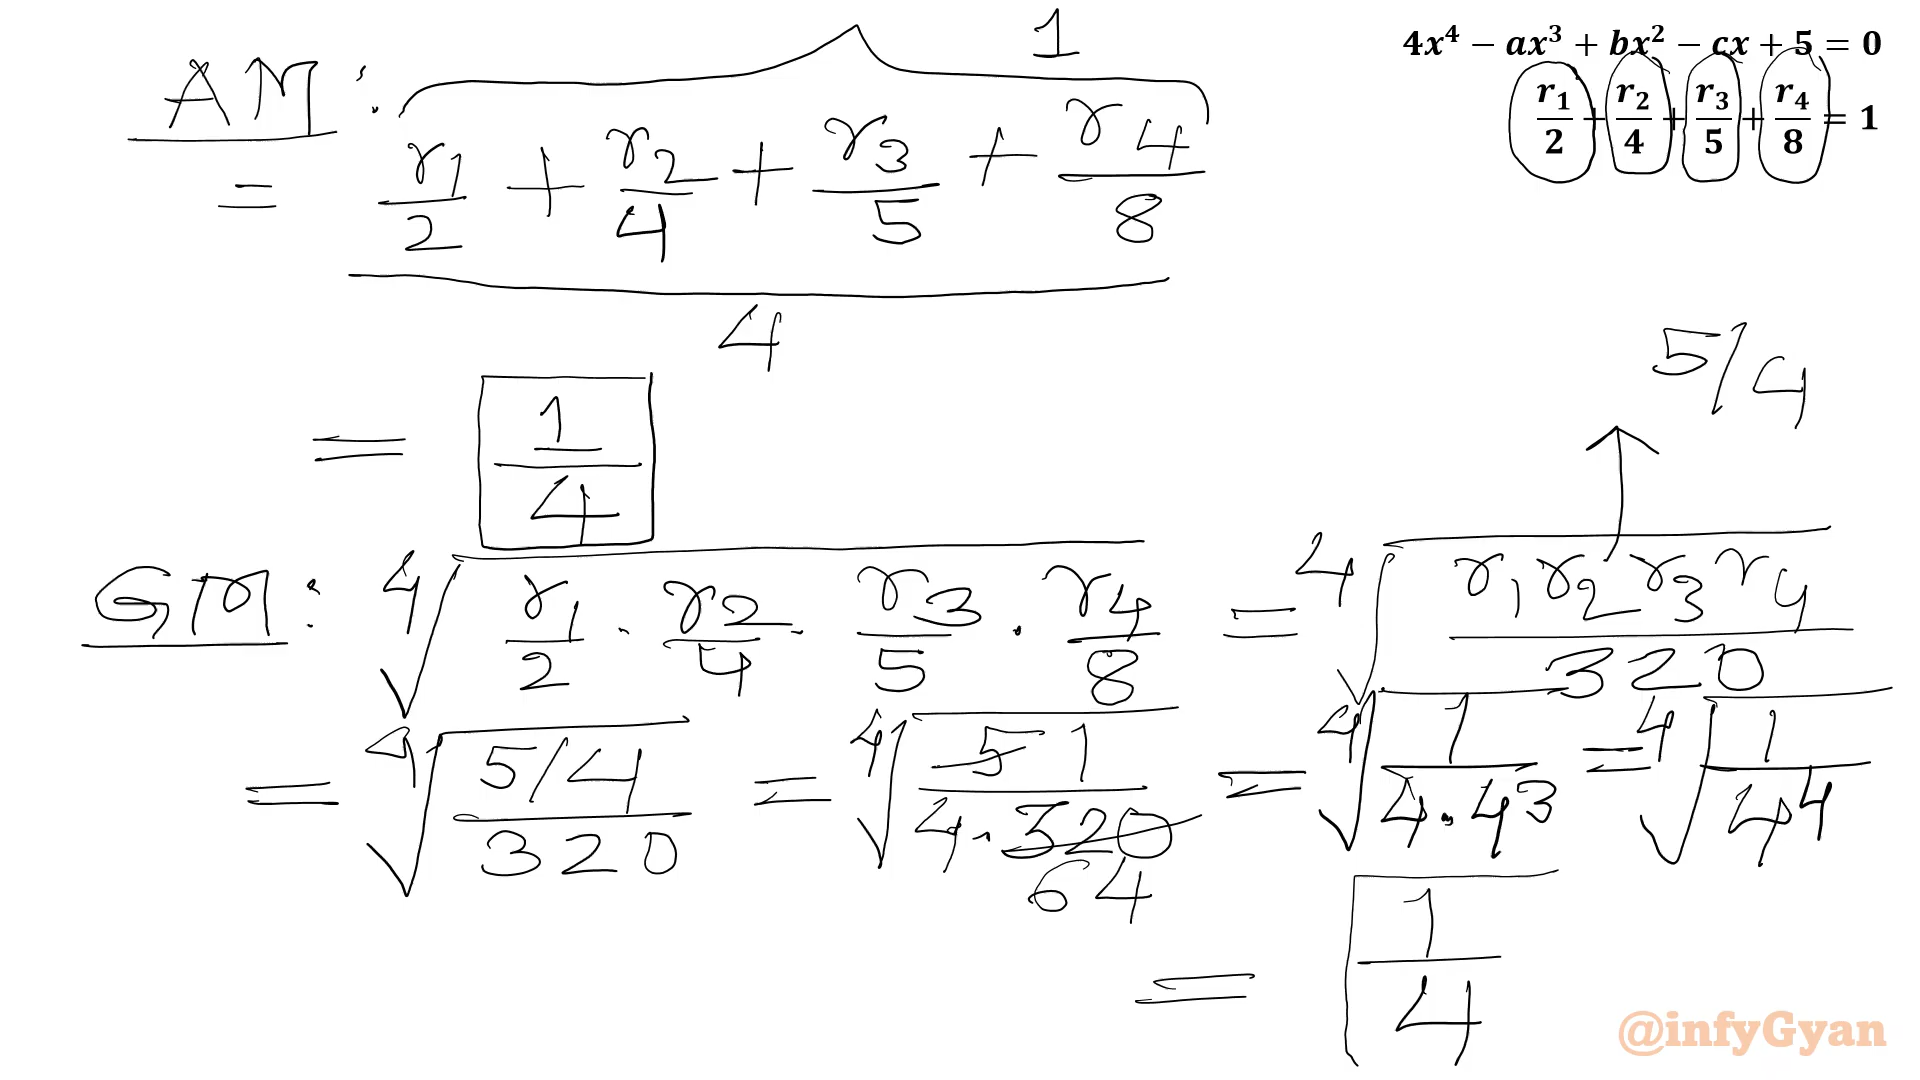 4x⁴ − ax³ + bx² − cx + 5 = 0
r₁/2 + r₂/4 + r₃/5 + r₄/8 = 1
1
AM :
= (r₁/2 + r₂/4 + r₃/5 + r₄/8)/4
= 1/4
5/4
GM : ⁴√(r₁/2 · r₂/4 · r₃/5 · r₄/8) = ⁴√(r₁r₂r₃r₄/320)
= ⁴√((5/4)/320) = ⁴√(5 1/(4 · 320 64)) = ⁴√(1/(4 · 4³)) = ⁴√(1/4⁴)
= 1/4
@infyGyan